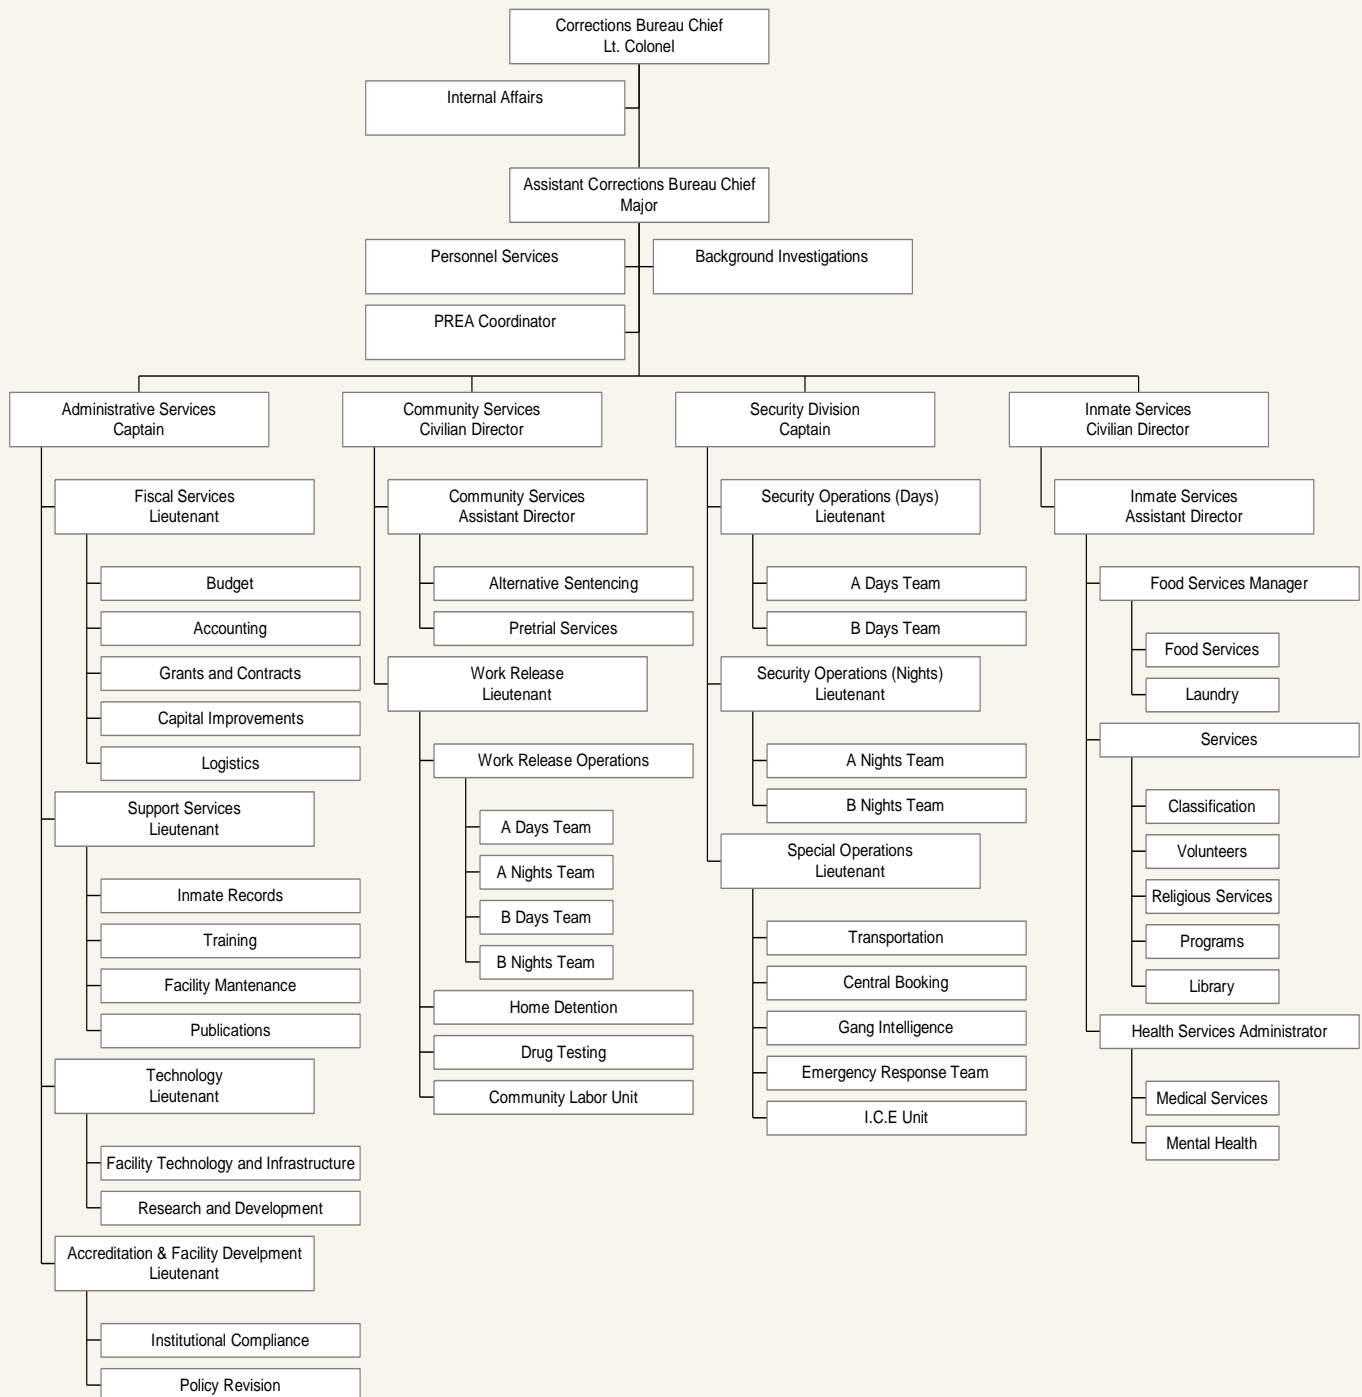 Corrections Bureau Chief
Lt. Colonel
Internal Affairs
Assistant Corrections Bureau Chief
Major
Personnel Services
Background Investigations
PREA Coordinator
Administrative Services
Captain
Fiscal Services
Lieutenant
Budget
Accounting
Grants and Contracts
Capital Improvements
Logistics
Support Services
Lieutenant
Inmate Records
Training
Facility Mantenance
Publications
Technology
Lieutenant
Facility Technology and Infrastructure
Research and Development
Accreditation & Facility Develpment
Lieutenant
Institutional Compliance
Policy Revision
Community Services
Civilian Director
Community Services
Assistant Director
Alternative Sentencing
Pretrial Services
Work Release
Lieutenant
Work Release Operations
A Days Team
A Nights Team
B Days Team
B Nights Team
Home Detention
Drug Testing
Community Labor Unit
Security Division
Captain
Security Operations (Days)
Lieutenant
A Days Team
B Days Team
Security Operations (Nights)
Lieutenant
A Nights Team
B Nights Team
Special Operations
Lieutenant
Transportation
Central Booking
Gang Intelligence
Emergency Response Team
I.C.E Unit
Inmate Services
Civilian Director
Inmate Services
Assistant Director
Food Services Manager
Food Services
Laundry
Services
Classification
Volunteers
Religious Services
Programs
Library
Health Services Administrator
Medical Services
Mental Health